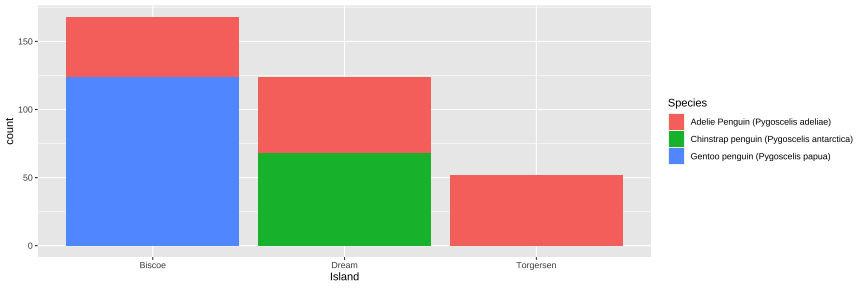 150
100
50
0
count
Biscoe
Dream
Torgersen
Island
Species
Adelie Penguin (Pygoscelis adeliae)
Chinstrap penguin (Pygoscelis antarctica)
Gentoo penguin (Pygoscelis papua)